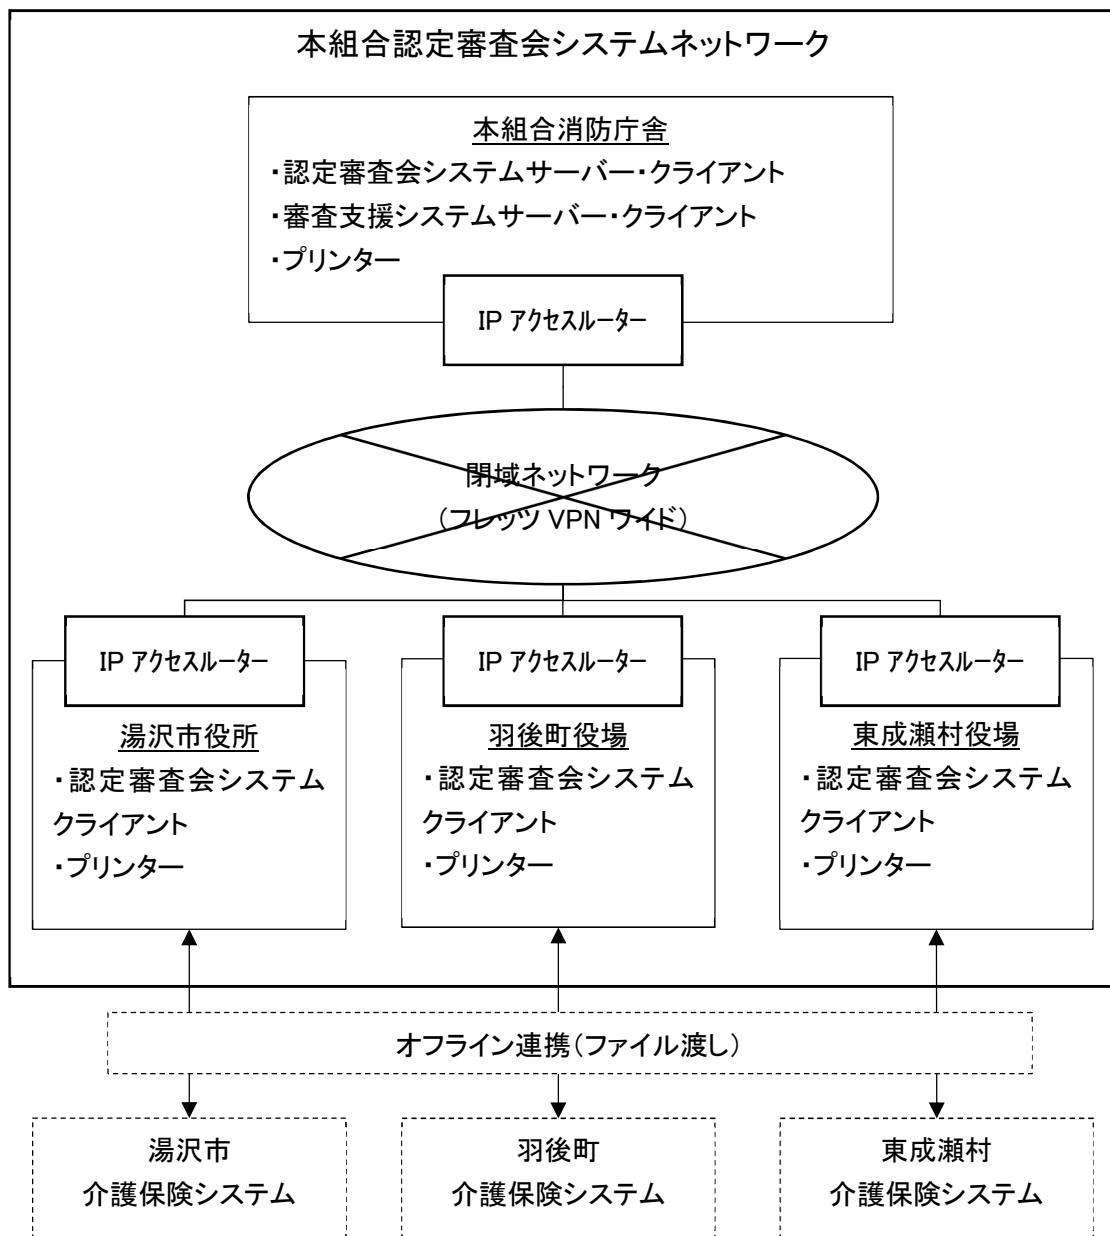 本組合認定審査会システムネットワーク
本組合消防庁舎
・認定審査会システムサーバー・クライアント
・審査支援システムサーバー・クライアント
・プリンター
IP アクセスルーター
閉域ネットワーク
(フレッツ VPN ワイド)
IP アクセスルーター
IP アクセスルーター
IP アクセスルーター
湯沢市役所
・認定審査会システム
クライアント
・プリンター
羽後町役場
・認定審査会システム
クライアント
・プリンター
東成瀬村役場
・認定審査会システム
クライアント
・プリンター
オフライン連携(ファイル渡し)
湯沢市
介護保険システム
羽後町
介護保険システム
東成瀬村
介護保険システム